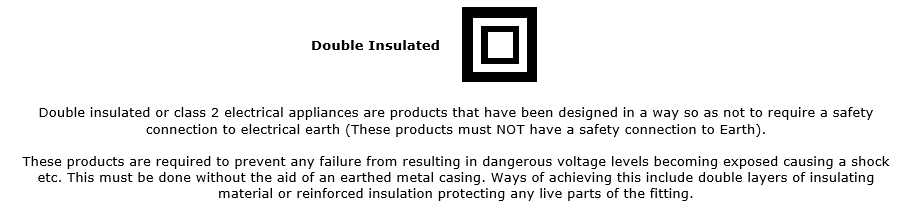 Double Insulated
Double insulated or class 2 electrical appliances are products that have been designed in a way so as not to require a safety
connection to electrical earth (These products must NOT have a safety connection to Earth).
These products are required to prevent any failure from resulting in dangerous voltage levels becoming exposed causing a shock
etc. This must be done without the aid of an earthed metal casing. Ways of achieving this include double layers of insulating
material or reinforced insulation protecting any live parts of the fitting.